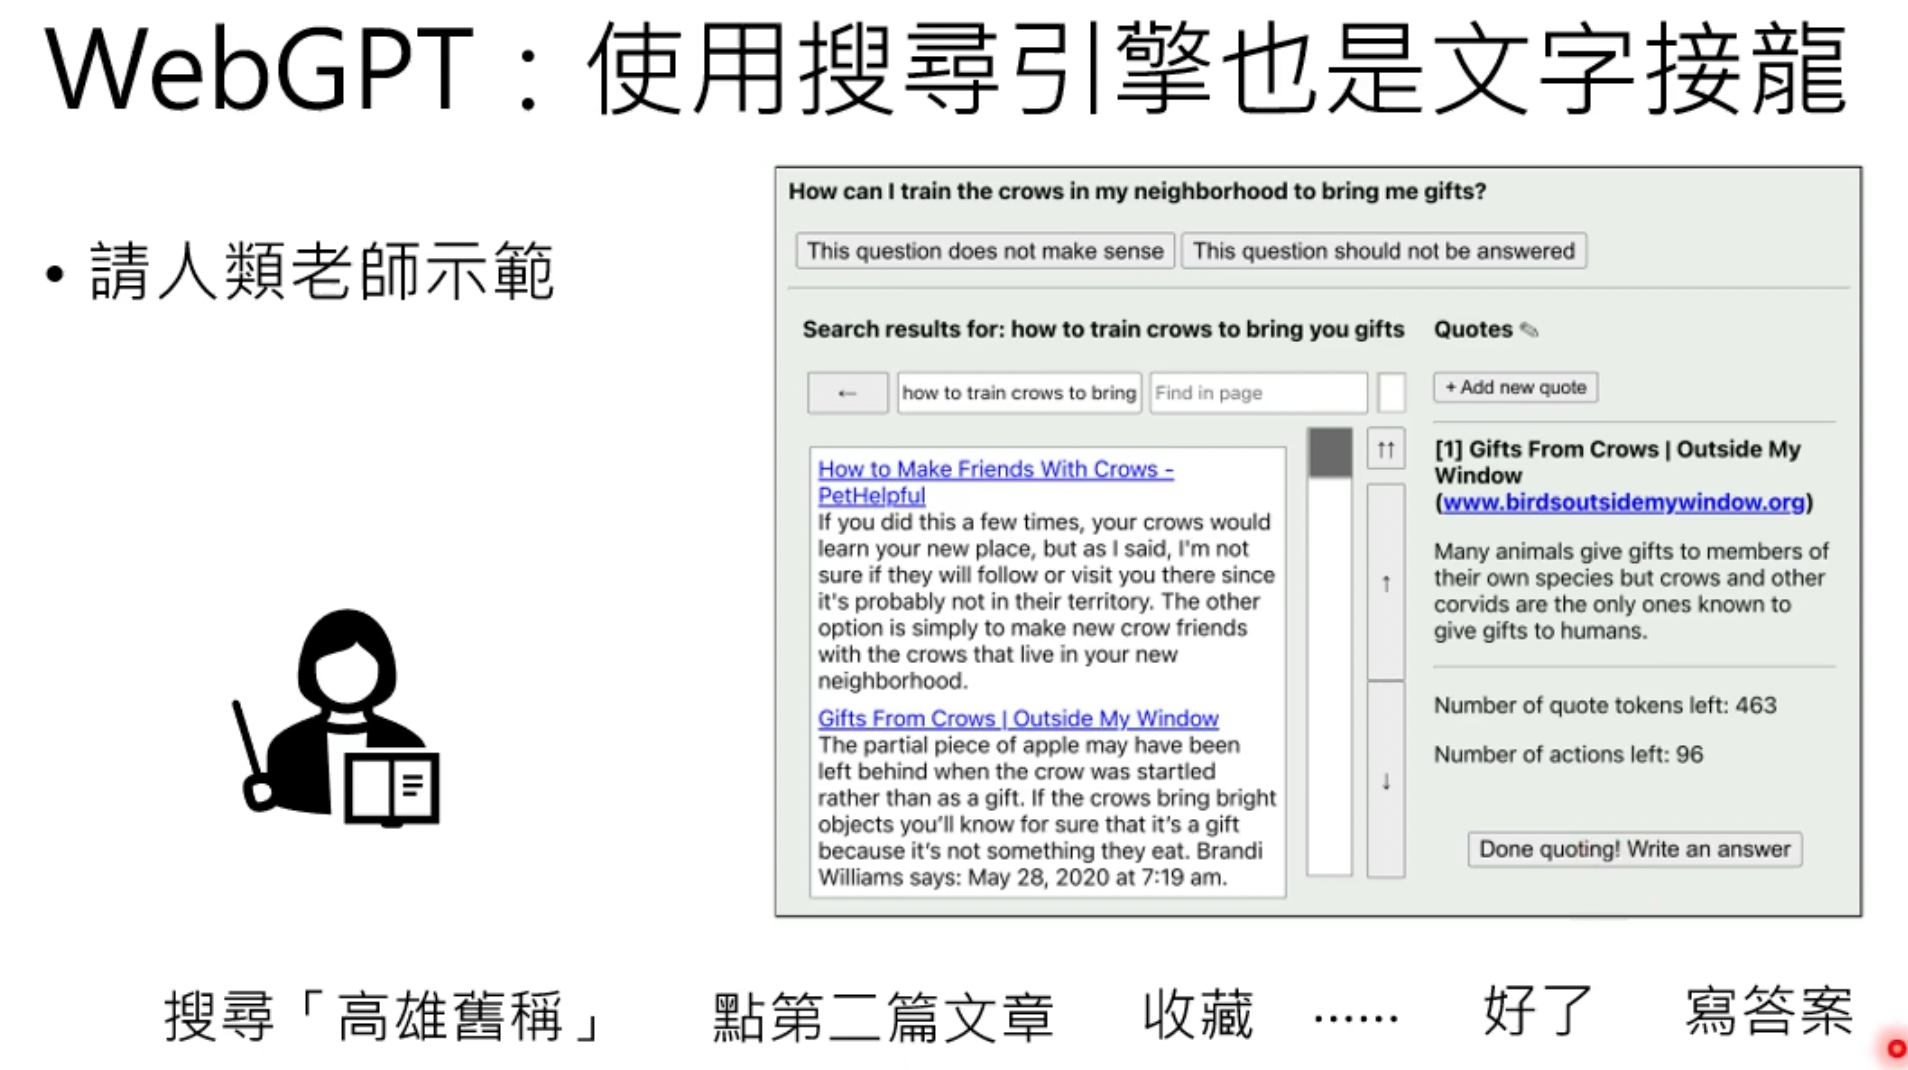 WebGPT：使用搜尋引擎也是文字接龍
• 請人類老師示範
How can I train the crows in my neighborhood to bring me gifts?
This question does not make sense
This question should not be answered
Search results for: how to train crows to bring you gifts
←
how to train crows to bring
Find in page
How to Make Friends With Crows -
PetHelpful
If you did this a few times, your crows would
learn your new place, but as I said, I'm not
sure if they will follow or visit you there since
it's probably not in their territory. The other
option is simply to make new crow friends
with the crows that live in your new
neighborhood.
Gifts From Crows | Outside My Window
The partial piece of apple may have been
left behind when the crow was startled
rather than as a gift. If the crows bring bright
objects you’ll know for sure that it’s a gift
because it’s not something they eat. Brandi
Williams says: May 28, 2020 at 7:19 am.
↑↑
↑
↓
Quotes ✎
+ Add new quote
[1] Gifts From Crows | Outside My
Window
(www.birdsoutsidemywindow.org)
Many animals give gifts to members of
their own species but crows and other
corvids are the only ones known to
give gifts to humans.
Number of quote tokens left: 463
Number of actions left: 96
Done quoting! Write an answer
搜尋「高雄舊稱」 點第二篇文章 收藏 …… 好了 寫答案